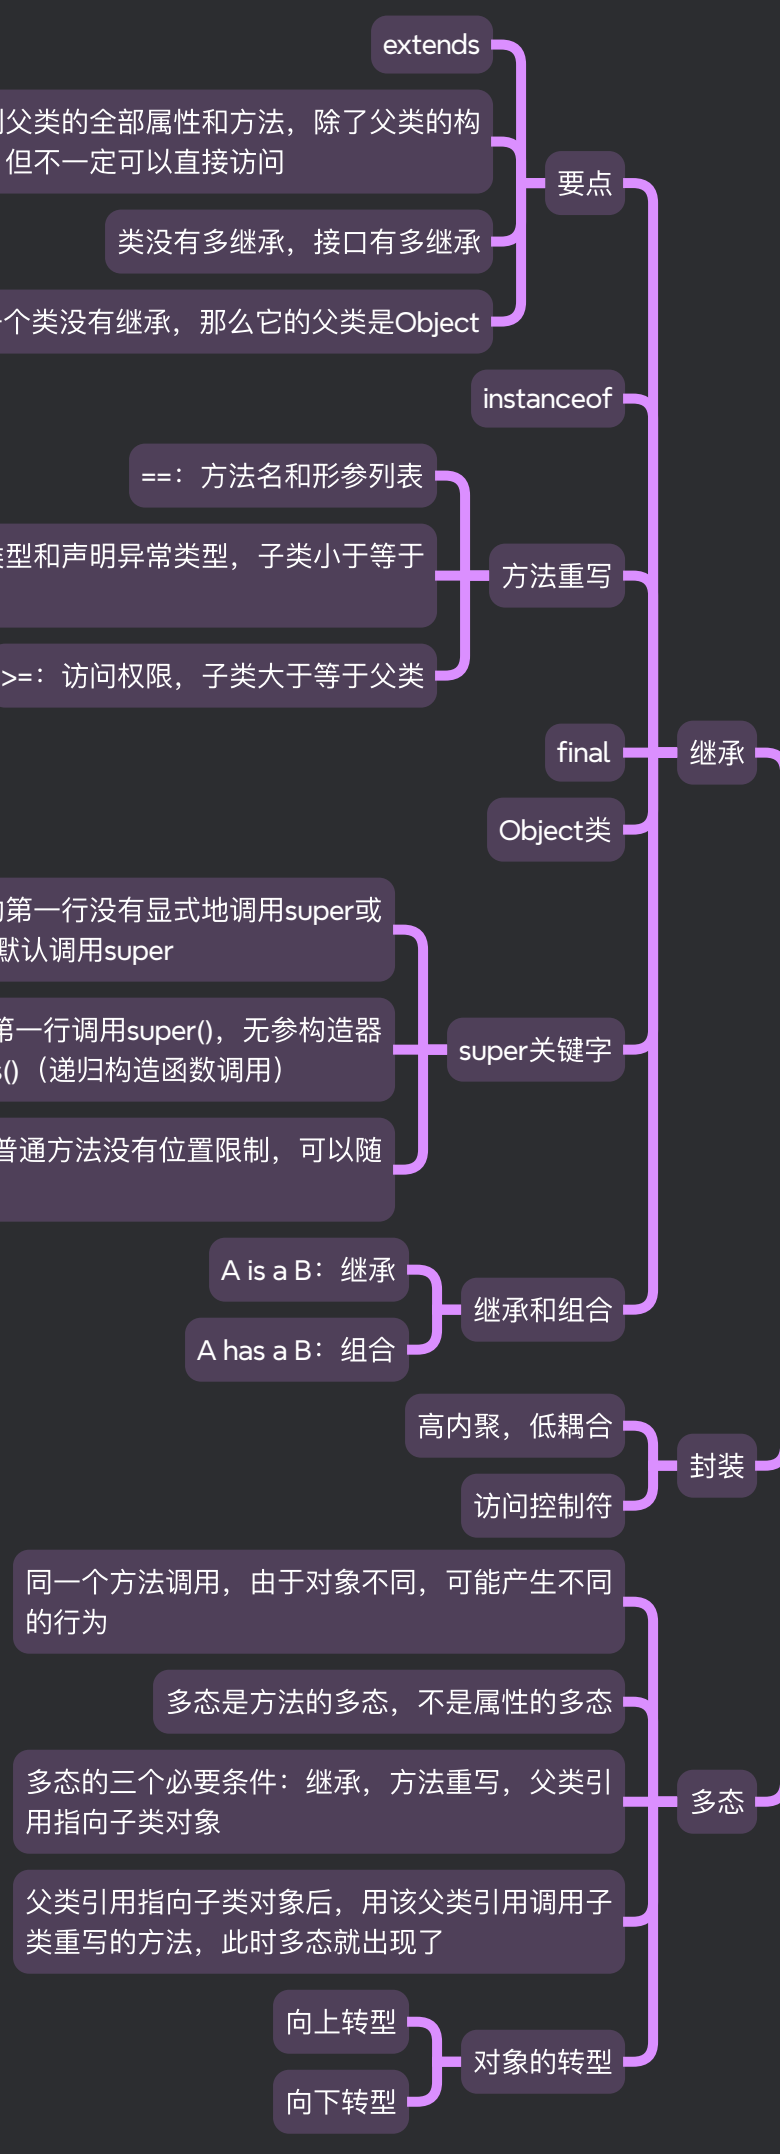 extends
父类的全部属性和方法，除了父类的构
但不一定可以直接访问
要点
类没有多继承，接口有多继承
个类没有继承，那么它的父类是Object
instanceof
==：方法名和形参列表
型和声明异常类型，子类小于等于
方法重写
>=：访问权限，子类大于等于父类
final
继承
Object类
第一行没有显式地调用super或
默认调用super
第一行调用super()，无参构造器
s()（递归构造函数调用）
super关键字
普通方法没有位置限制，可以随
A is a B：继承
继承和组合
A has a B：组合
高内聚，低耦合
封装
访问控制符
同一个方法调用，由于对象不同，可能产生不同
的行为
多态是方法的多态，不是属性的多态
多态的三个必要条件：继承，方法重写，父类引
用指向子类对象
多态
父类引用指向子类对象后，用该父类引用调用子
类重写的方法，此时多态就出现了
向上转型
对象的转型
向下转型